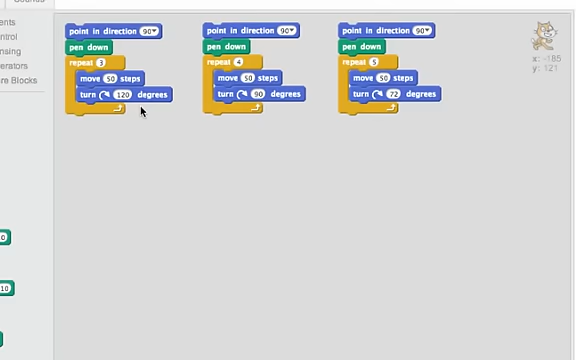 Sounds
ents
ntrol
nsing
erators
re Blocks
point in direction 90
pen down
repeat 3
move 50 steps
turn 120 degrees
point in direction 90
pen down
repeat 4
move 50 steps
turn 90 degrees
point in direction 90
pen down
repeat 5
move 50 steps
turn 72 degrees
x: -185
y: 121
0
10